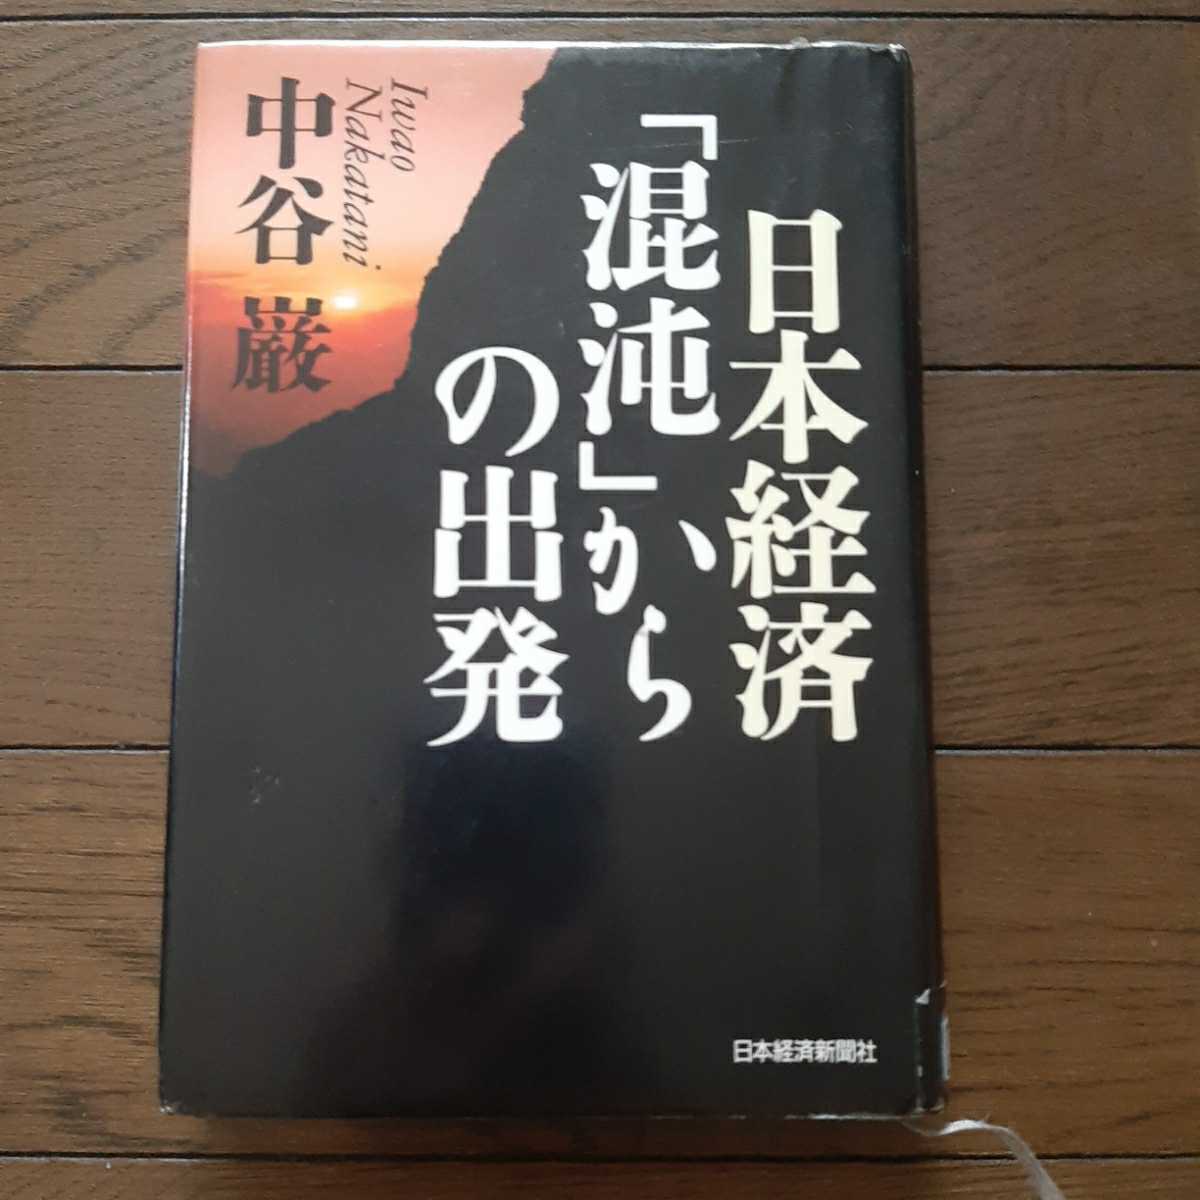 日本経済
「混沌」から
の出発
Iwao
Nakatani
中谷 巌
日本経済新聞社